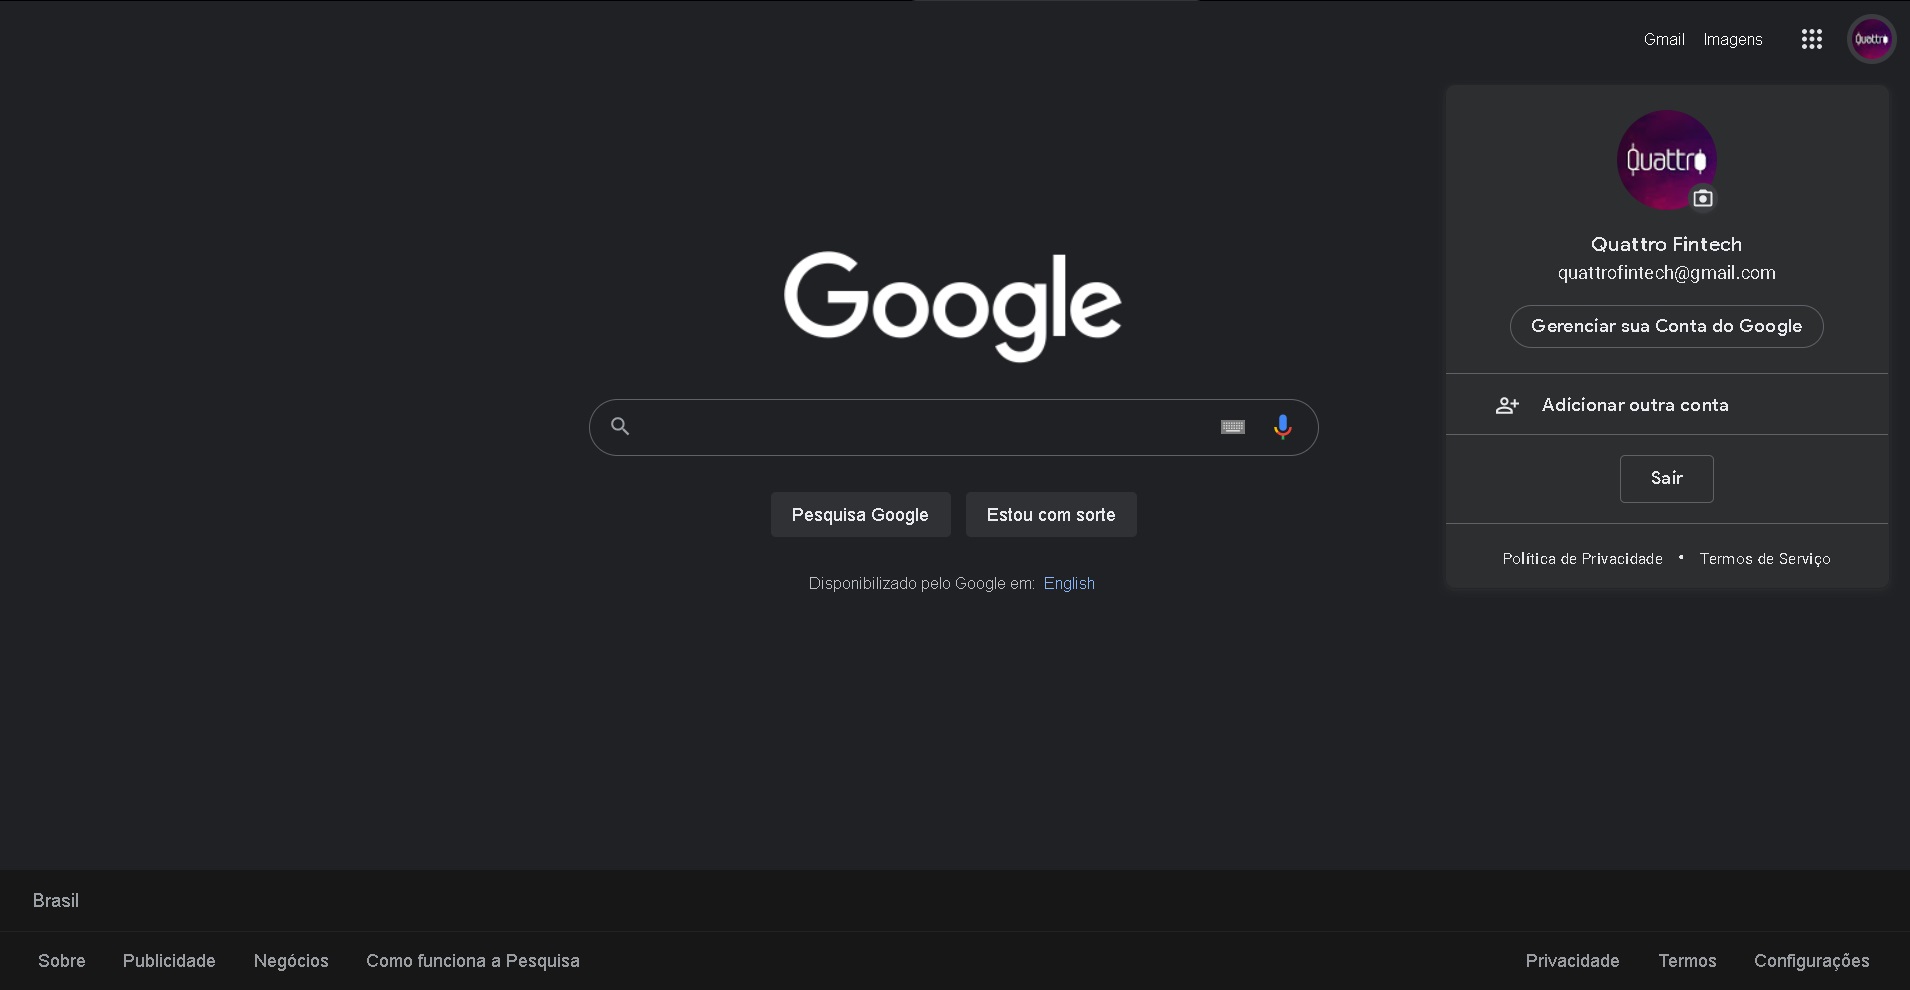 Gmail Imagens
Quattro
Quattro
Quattro Fintech
quattrofintech@gmail.com
Gerenciar sua Conta do Google
Adicionar outra conta
Sair
Política de Privacidade • Termos de Serviço
Google
Pesquisa Google Estou com sorte
Disponibilizado pelo Google em: English
Brasil
Sobre Publicidade Negócios Como funciona a Pesquisa Privacidade Termos Configurações